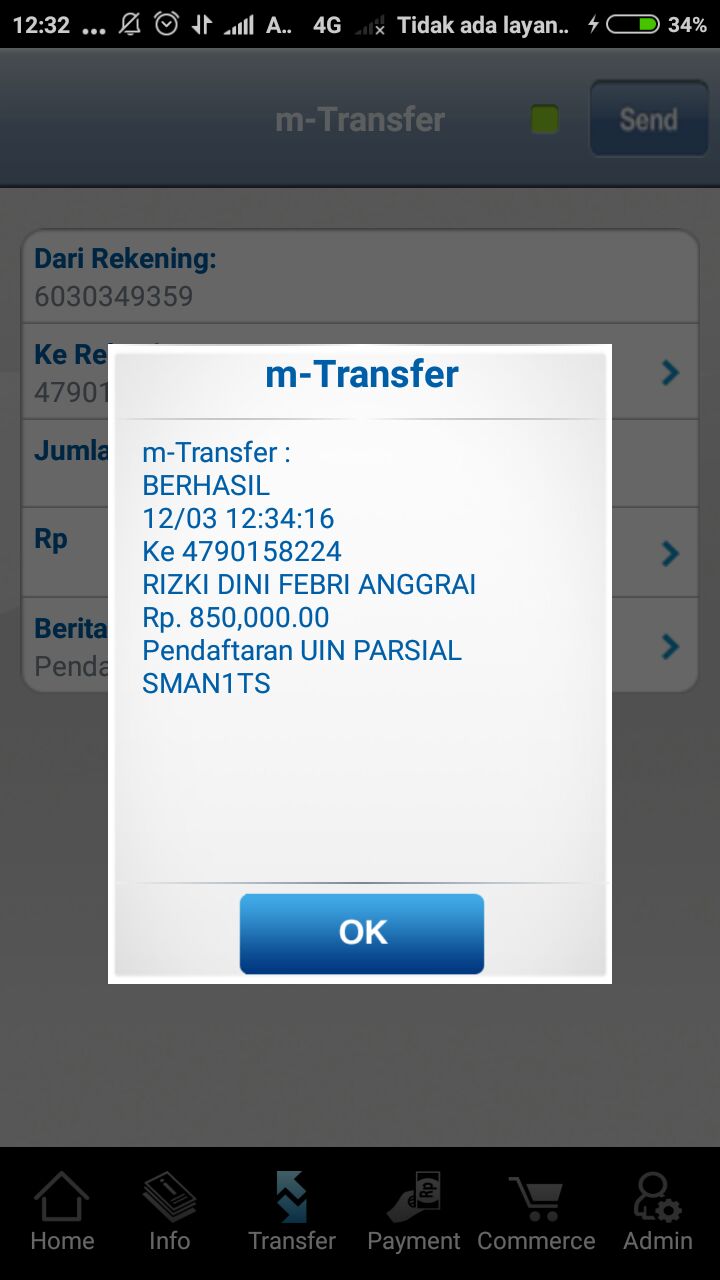 12:32 ... A.. 4G Tidak ada layan.. 34%
m-Transfer Send
Dari Rekening:
6030349359
Ke Re
47901
Jumla
Rp
Berita
Penda
m-Transfer
m-Transfer :
BERHASIL
12/03 12:34:16
Ke 4790158224
RIZKI DINI FEBRI ANGGRAI
Rp. 850,000.00
Pendaftaran UIN PARSIAL
SMAN1TS
OK
Home Info Transfer Payment Commerce Admin